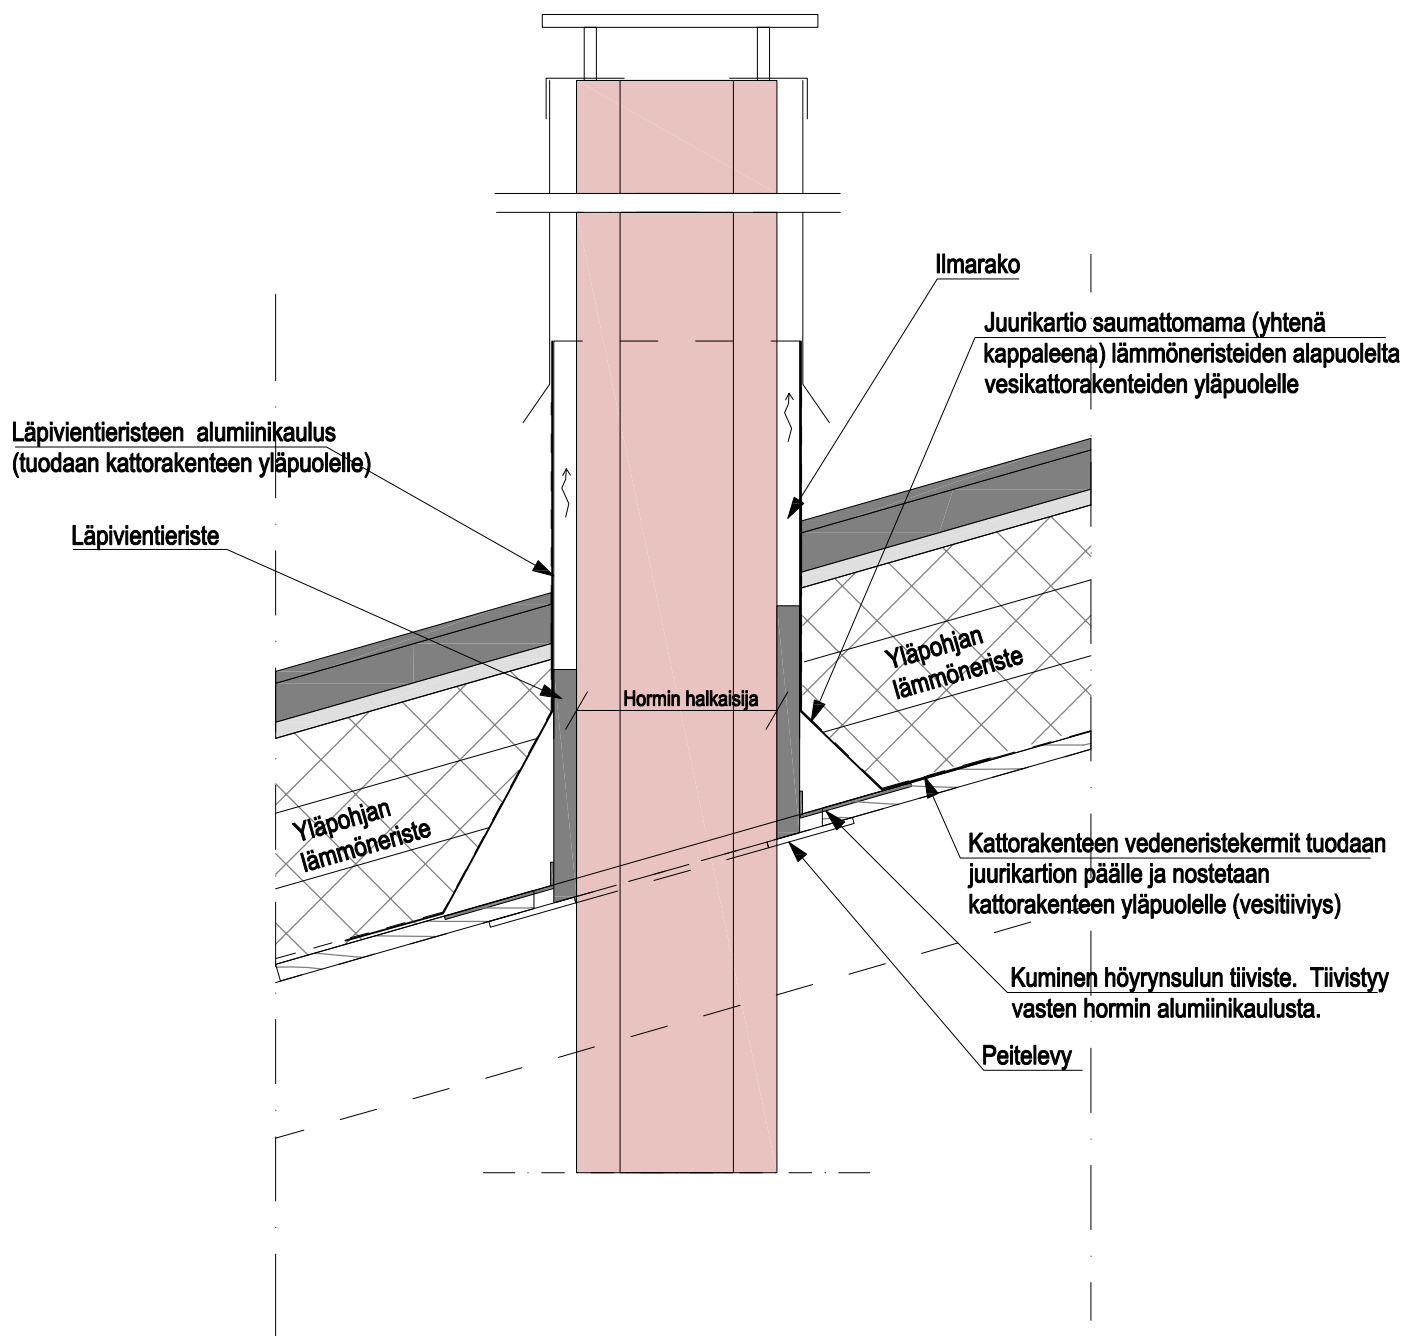 Ilmarako
Juurikartio saumattomama (yhtenä
kappaleena) lämmöneristeiden alapuolelta
vesikattorakenteiden yläpuolelle
Läpivientieristeen alumiinikaulus
(tuodaan kattorakenteen yläpuolelle)
Läpivientieriste
Yläpohjan
lämmöneriste
Hormin halkaisija
Yläpohjan
lämmöneriste
Kattorakenteen vedeneristekermit tuodaan
juurikartion päälle ja nostetaan
kattorakenteen yläpuolelle (vesitiiviys)
Kuminen höyrynsulun tiiviste. Tiivistyy
vasten hormin alumiinikaulusta.
Peitelevy